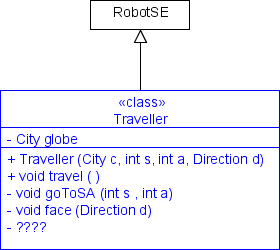 RobotSE
«class»
Traveller
- City globe
+ Traveller (City c, int s, int a, Direction d)
+ void travel ( )
- void goToSA (int s , int a)
- void face (Direction d)
- ????